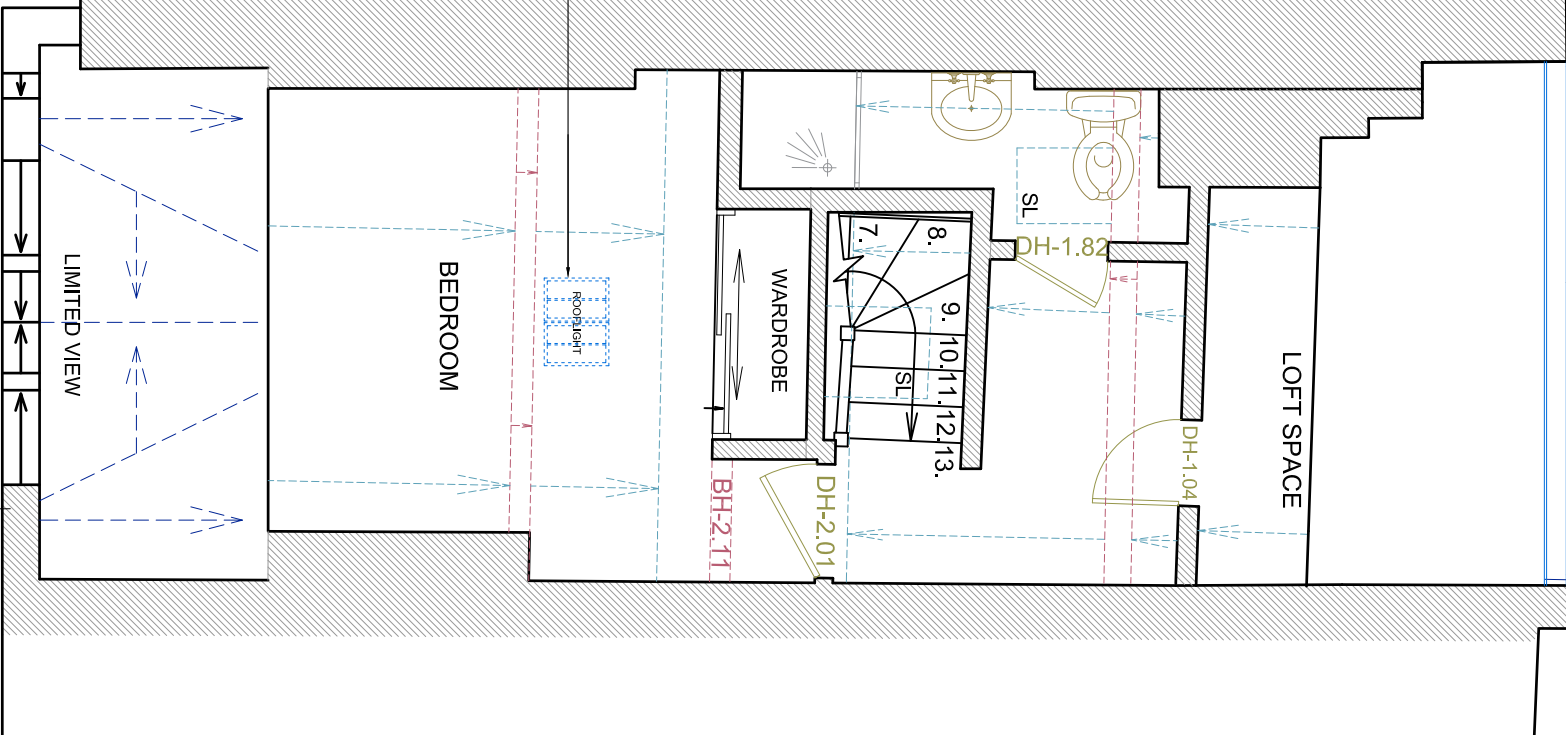 LIMITED VIEW
BEDROOM
ROOFLIGHT
WARDROBE
BH-2.11
DH-2.01
7.
8.
9.
10.
11.
12.
13.
SL
SL
DH-1.82
DH-1.04
LOFT SPACE